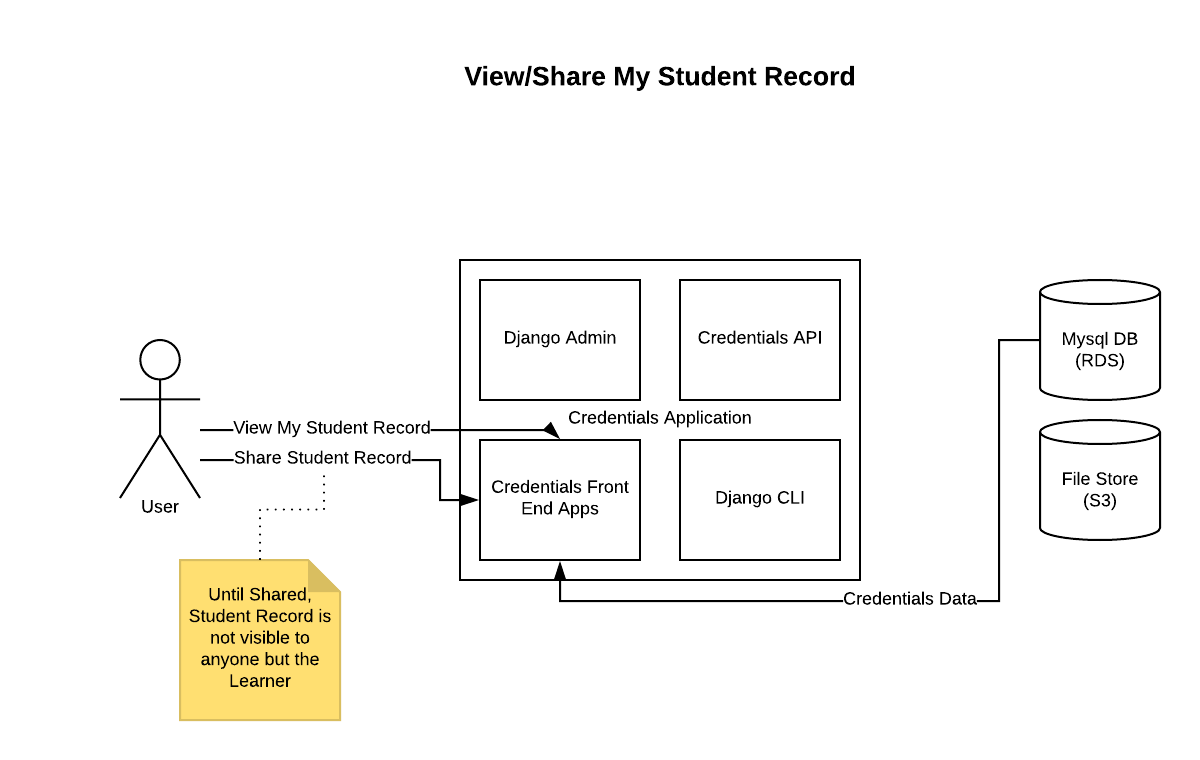 View/Share My Student Record
Django Admin
Credentials API
Mysql DB
(RDS)
Credentials Application
View My Student Record
Share Student Record
Credentials Front
End Apps
Django CLI
File Store
(S3)
User
Until Shared,
Student Record is
not visible to
anyone but the
Learner
Credentials Data